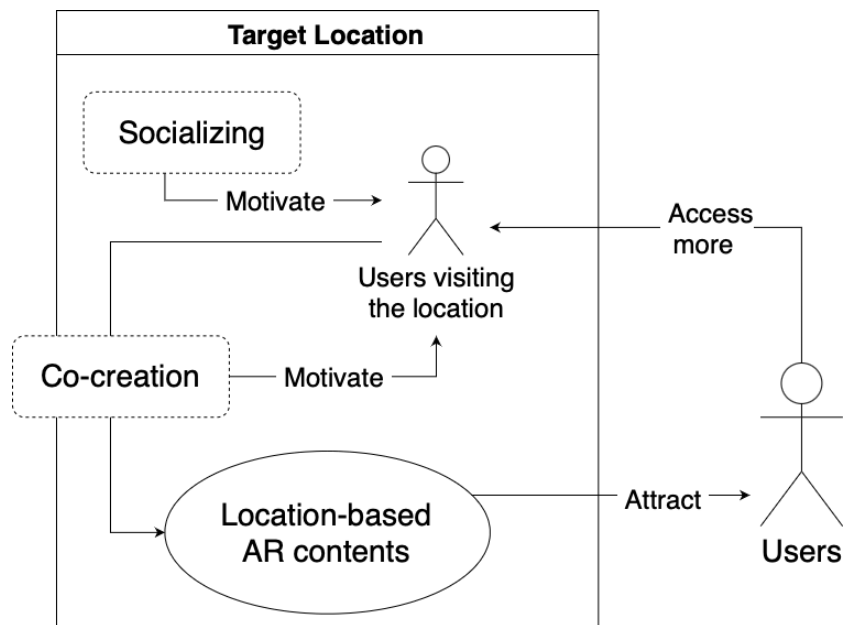 Target Location
Socializing
Motivate
Access
more
Users visiting
the location
Co-creation
Motivate
Location-based
AR contents
Attract
Users